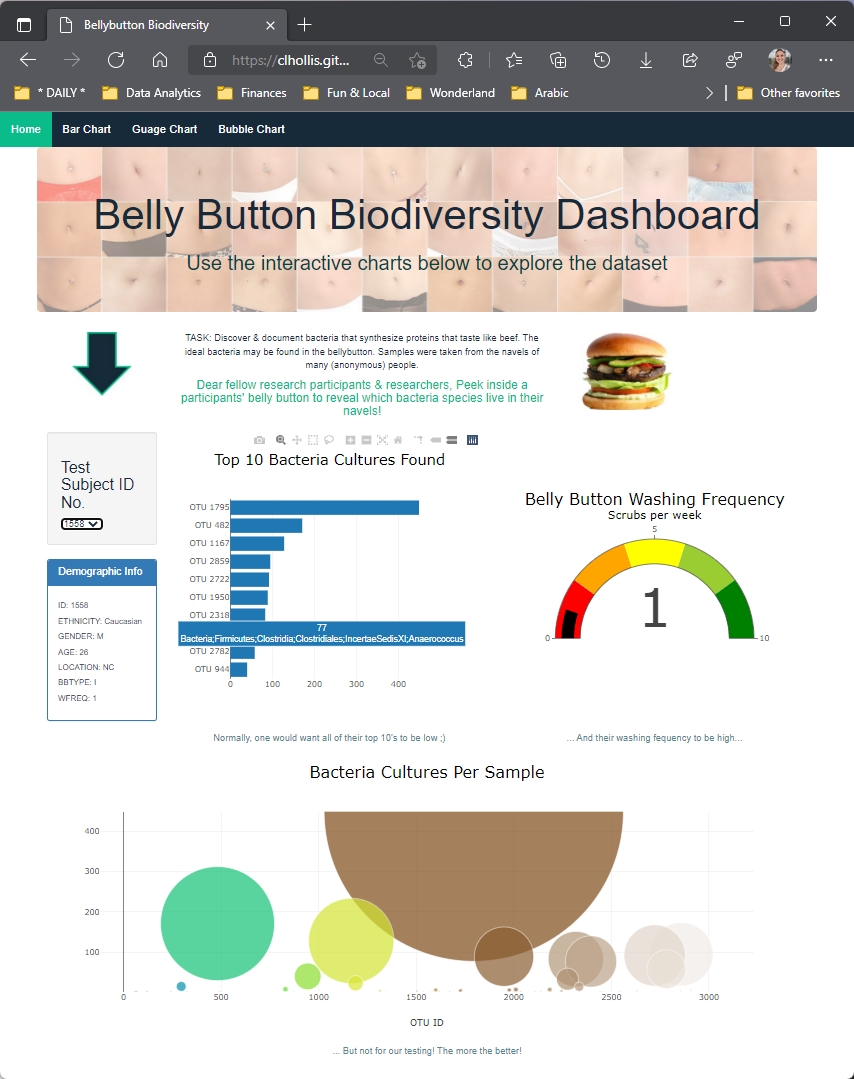 Bellybutton Biodiversity
https://clhollis.git...
* DAILY *
Data Analytics
Finances
Fun & Local
Wonderland
Arabic
Other favorites
Home
Bar Chart
Guage Chart
Bubble Chart
Belly Button Biodiversity Dashboard
Use the interactive charts below to explore the dataset
TASK: Discover & document bacteria that synthesize proteins that taste like beef. The
ideal bacteria may be found in the bellybutton. Samples were taken from the navels of
many (anonymous) people.
Dear fellow research participants & researchers, Peek inside a
participants' belly button to reveal which bacteria species live in their
navels!
Test
Subject ID
No.
1558
Demographic Info
ID: 1558
ETHNICITY: Caucasian
GENDER: M
AGE: 26
LOCATION: NC
BBTYPE: I
WFREQ: 1
Top 10 Bacteria Cultures Found
OTU 1795
OTU 482
OTU 1167
OTU 2859
OTU 2722
OTU 1950
OTU 2318
77
Bacteria;Firmicutes;Clostridia;Clostridiales;IncertaeSedisXI;Anaerococcus
OTU 2782
OTU 944
0 100 200 300 400
Normally, one would want all of their top 10's to be low ;)
Belly Button Washing Frequency
Scrubs per week
5
1
0
10
... And their washing fequency to be high...
Bacteria Cultures Per Sample
400
300
200
100
0 500 1000 1500 2000 2500 3000
OTU ID
... But not for our testing! The more the better!